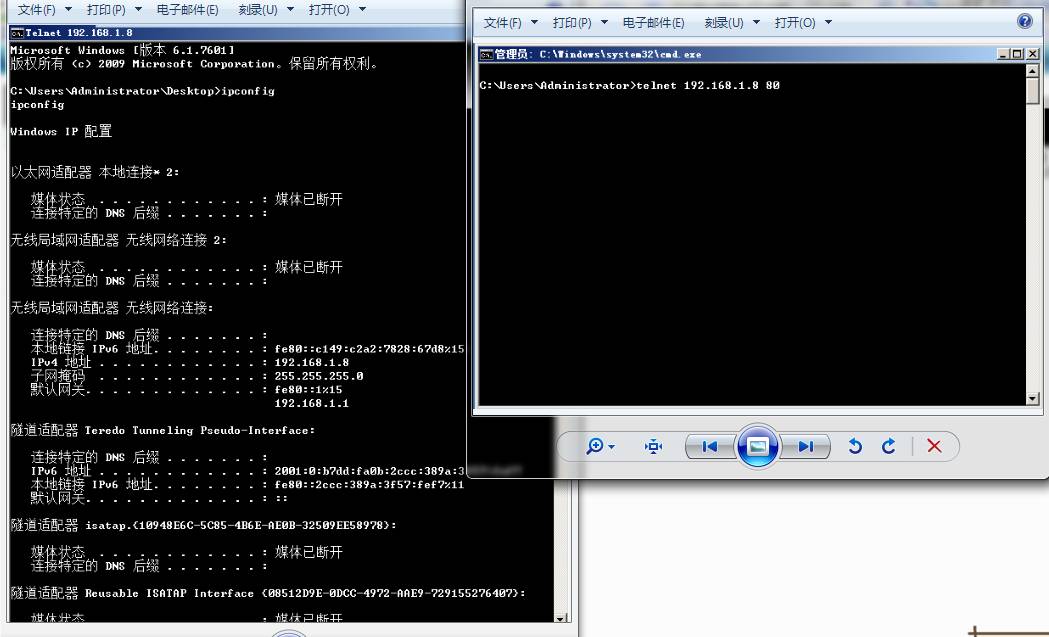 文件(F) 打印(P) 电子邮件(E) 刻录(U) 打开(O)
Telnet 192.168.1.8
Microsoft Windows [版本 6.1.7601]
版权所有 (c) 2009 Microsoft Corporation。保留所有权利。
C:\Users\Administrator\Desktop>ipconfig
ipconfig
Windows IP 配置
以太网适配器 本地连接* 2:
媒体状态 . . . . . . . . . . . . : 媒体已断开
连接特定的 DNS 后缀 . . . . . . . :
无线局域网适配器 无线网络连接 2:
媒体状态 . . . . . . . . . . . . : 媒体已断开
连接特定的 DNS 后缀 . . . . . . . :
无线局域网适配器 无线网络连接:
连接特定的 DNS 后缀 . . . . . . . :
本地链接 IPv6 地址. . . . . . . . : fe80::c149:c2a2:7828:67d8%15
IPv4 地址 . . . . . . . . . . . . : 192.168.1.8
子网掩码 . . . . . . . . . . . . : 255.255.255.0
默认网关. . . . . . . . . . . . . : fe80::1%15
192.168.1.1
隧道适配器 Teredo Tunneling Pseudo-Interface:
连接特定的 DNS 后缀 . . . . . . . :
IPv6 地址 . . . . . . . . . . . . : 2001:0:b7dd:fa0b:2ccc:389a:3
本地链接 IPv6 地址. . . . . . . . : fe80::2ccc:389a:3f57:fef7%11
默认网关. . . . . . . . . . . . . : ::
隧道适配器 isatap.{10948E6C-5C85-4B6E-AE0B-32509EE58978}:
媒体状态 . . . . . . . . . . . . : 媒体已断开
连接特定的 DNS 后缀 . . . . . . . :
隧道适配器 Reusable ISATAP Interface {08512D9E-0DCC-4972-AAE9-729155276407}:
媒体状态 . . . . . . . . . . . . : 媒体已断开
文件(F) 打印(P) 电子邮件(E) 刻录(U) 打开(O)
管理员: C:\Windows\system32\cmd.exe
C:\Users\Administrator>telnet 192.168.1.8 80